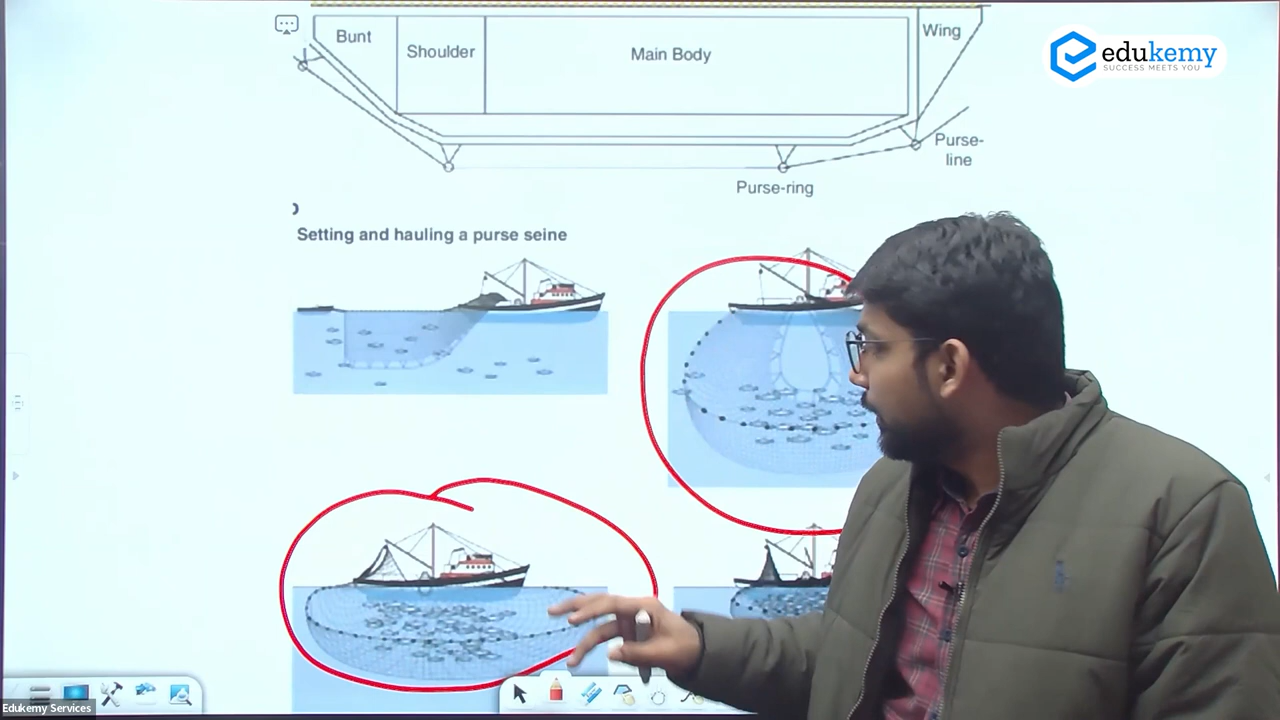 Bunt
Shoulder
Main Body
Wing
Purse-
line
Purse-ring
Setting and hauling a purse seine
edukemy
SUCCESS MEETS YOU
Edukemy Services